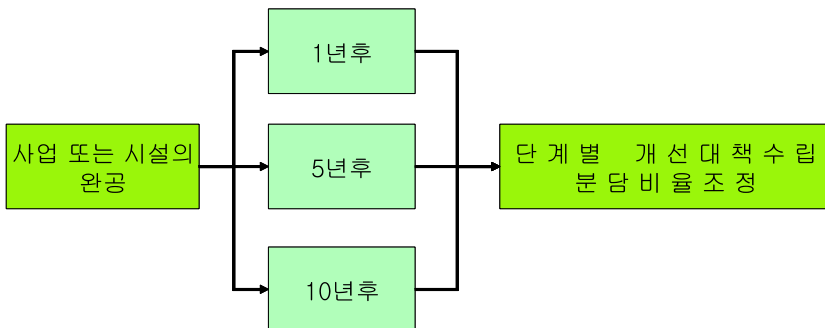 사업 또는 시설의
완공
1년후
5년후
10년후
단 계 별 개 선 대 책 수 립
분 담 비 율 조 정